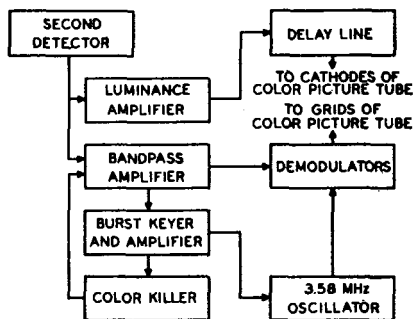 SECOND
DETECTOR
DELAY LINE
LUMINANCE
AMPLIFIER
TO CATHODES OF
COLOR PICTURE TUBE
TO GRIDS OF
COLOR PICTURE TUBE
BANDPASS
AMPLIFIER
DEMODULATORS
BURST KEYER
AND AMPLIFIER
COLOR KILLER
3.58 MHz
OSCILLATOR